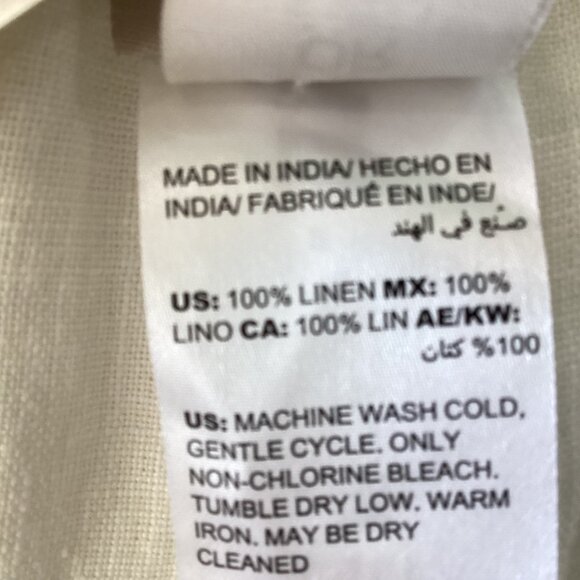 MADE IN INDIA/ HECHO EN
INDIA/ FABRIQUÉ EN INDE/
صنع في الهند
US: 100% LINEN MX: 100%
LINO CA: 100% LIN AE/KW:
100% كتان
US: MACHINE WASH COLD,
GENTLE CYCLE. ONLY
NON-CHLORINE BLEACH.
TUMBLE DRY LOW. WARM
IRON. MAY BE DRY
CLEANED